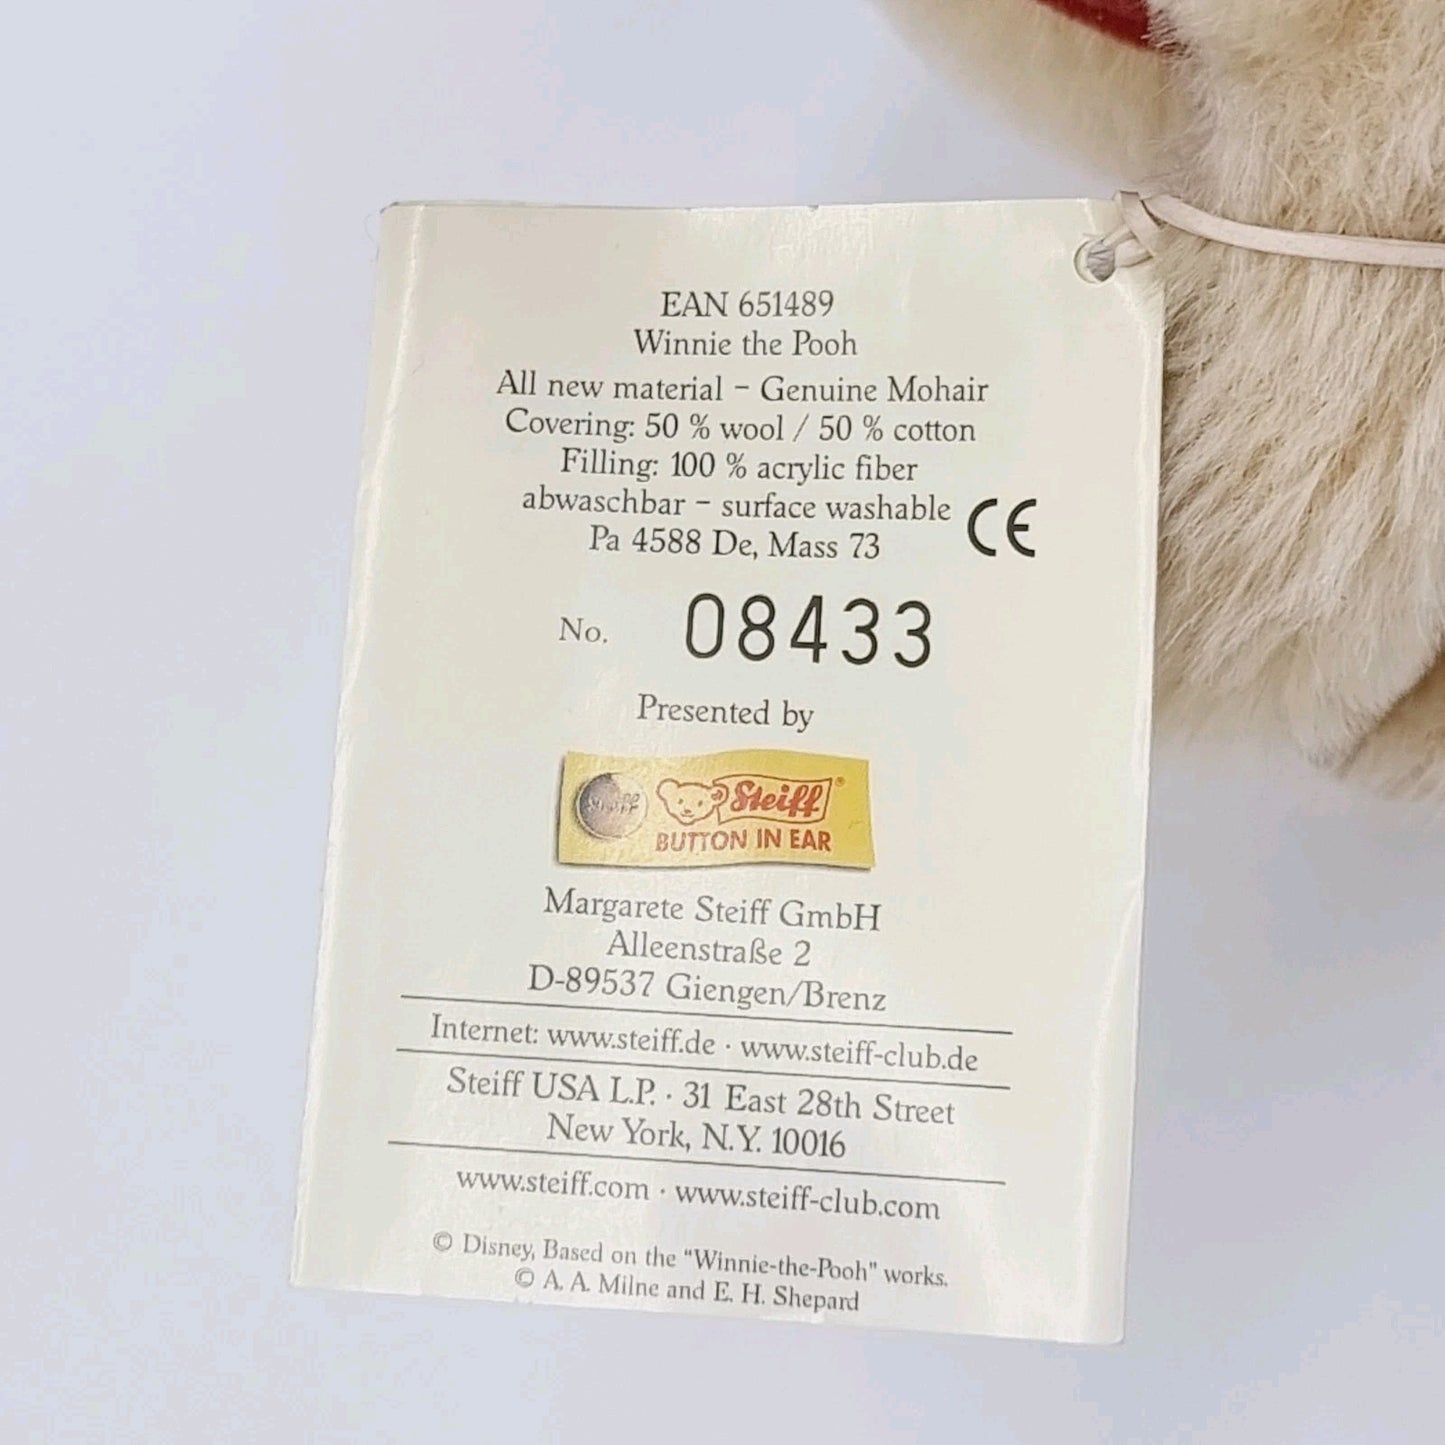 EAN 651489
Winnie the Pooh
All new material – Genuine Mohair
Covering: 50 % wool / 50 % cotton
Filling: 100 % acrylic fiber
abwaschbar – surface washable CE
Pa 4588 De, Mass 73
No. 08433
Presented by
Steiff®
BUTTON IN EAR
Margarete Steiff GmbH
Alleenstraße 2
D-89537 Giengen/Brenz
Internet: www.steiff.de · www.steiff-club.de
Steiff USA L.P. · 31 East 28th Street
New York, N.Y. 10016
www.steiff.com · www.steiff-club.com
© Disney, Based on the “Winnie-the-Pooh” works.
© A. A. Milne and E. H. Shepard